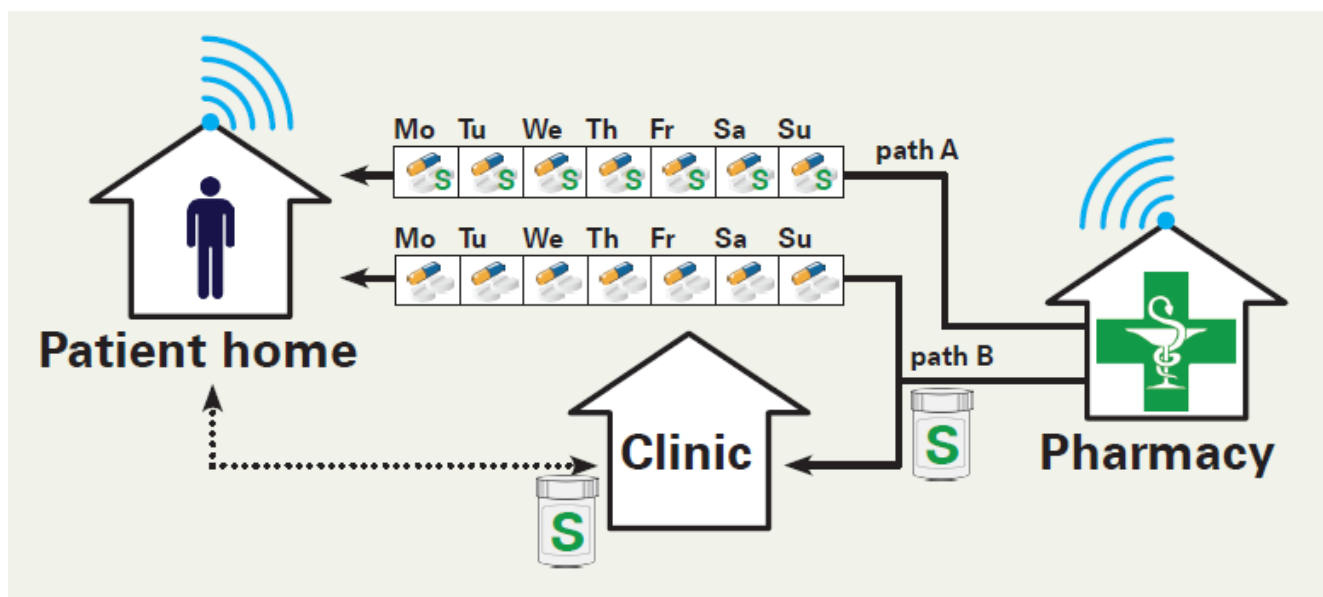 Mo Tu We Th Fr Sa Su
S S S S S S S
path A
Mo Tu We Th Fr Sa Su
Patient home
path B
Clinic
S
Pharmacy
S